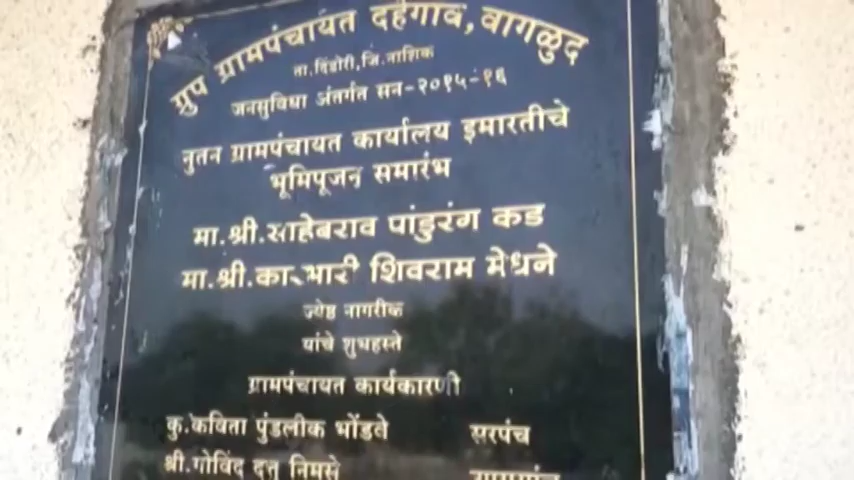 ग्रुप ग्रामपंचायत दहेगाव, वागळुद
ता.दिंडोरी,जि.नाशिक
जनसुविधा अंतर्गत सन-२०१५-१६
नुतन ग्रामपंचायत कार्यालय इमारतीचे
भूमिपूजन समारंभ
मा.श्री.साहेबराव पांडुरंग कड
मा.श्री.कारभारी शिवराम मेधने
ज्येष्ठ नागरीक
यांचे शुभहस्ते
ग्रामपंचायत कार्यकारणी
कु.कविता पुंडलीक भोंडवे सरपंच
श्री.गोविंद दत्तु निमसे